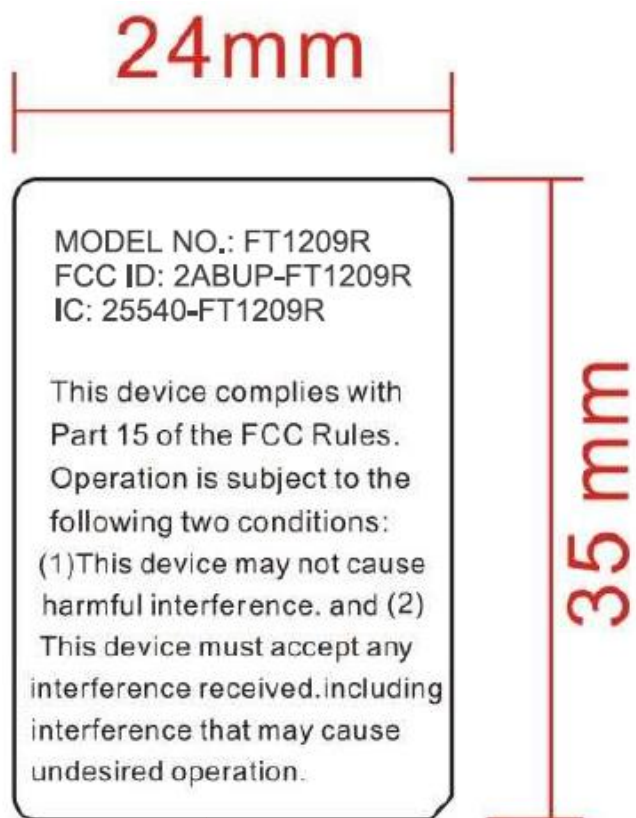 24mm
MODEL NO.: FT1209R
FCC ID: 2ABUP-FT1209R
IC: 25540-FT1209R
This device complies with
Part 15 of the FCC Rules.
Operation is subject to the
following two conditions:
(1)This device may not cause
harmful interference. and (2)
This device must accept any
interference received.including
interference that may cause
undesired operation.
35 mm